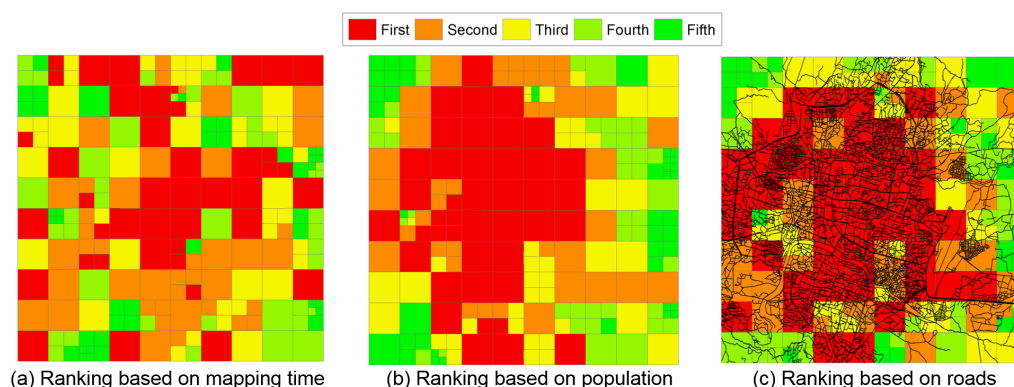 First Second Third Fourth Fifth
(a) Ranking based on mapping time (b) Ranking based on population (c) Ranking based on roads